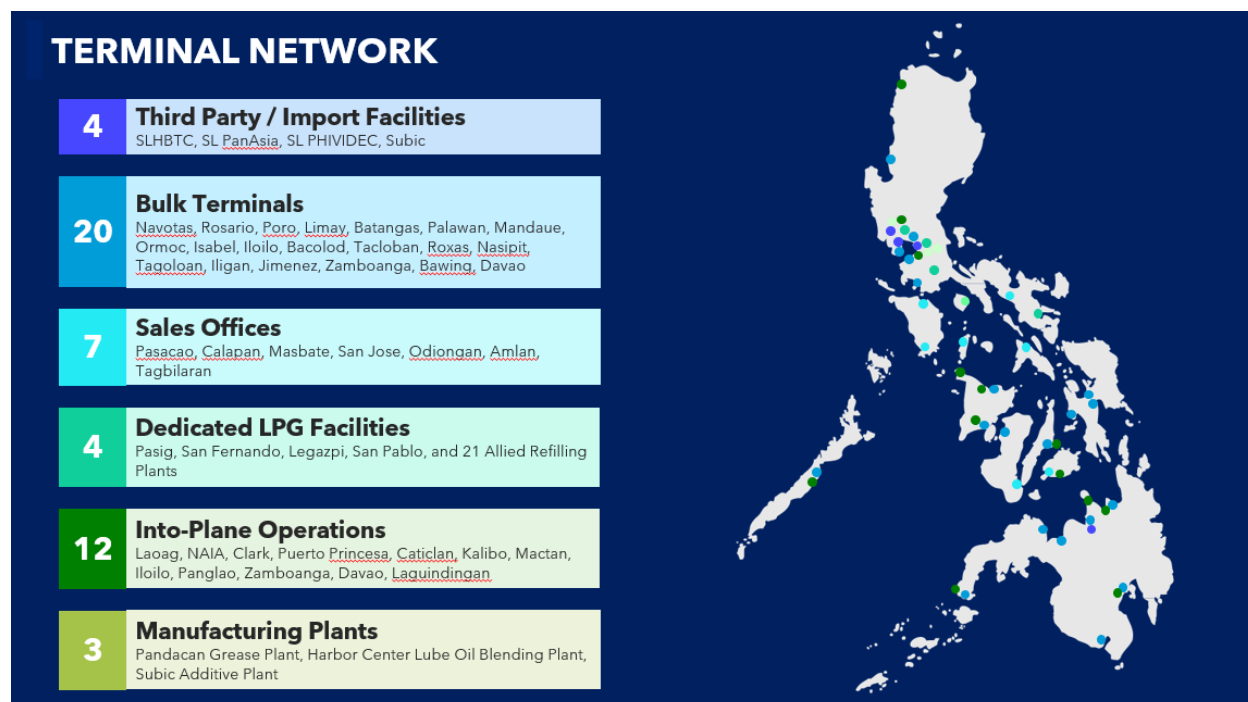 TERMINAL NETWORK
4
Third Party / Import Facilities
SLHBTC, SL PanAsia, SL PHIVIDEC, Subic
20
Bulk Terminals
Navotas, Rosario, Poro, Limay, Batangas, Palawan, Mandaue,
Ormoc, Isabel, Iloilo, Bacolod, Tacloban, Roxas, Nasipit,
Tagoloan, Iligan, Jimenez, Zamboanga, Bawing, Davao
7
Sales Offices
Pasacao, Calapan, Masbate, San Jose, Odiongan, Amlan,
Tagbilaran
4
Dedicated LPG Facilities
Pasig, San Fernando, Legazpi, San Pablo, and 21 Allied Refilling
Plants
12
Into-Plane Operations
Laoag, NAIA, Clark, Puerto Princesa, Caticlan, Kalibo, Mactan,
Iloilo, Panglao, Zamboanga, Davao, Laguindingan
3
Manufacturing Plants
Pandacan Grease Plant, Harbor Center Lube Oil Blending Plant,
Subic Additive Plant